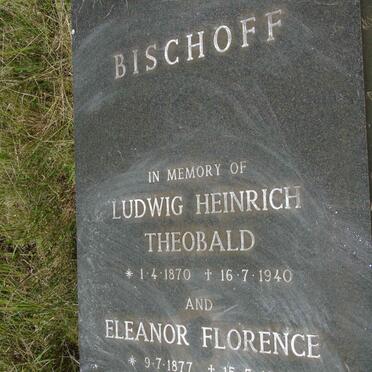 BISCHOFF
IN MEMORY OF
LUDWIG HEINRICH
THEOBALD
* 1·4·1870 † 16·7·1940
AND
ELEANOR FLORENCE
* 9·7·1877 †